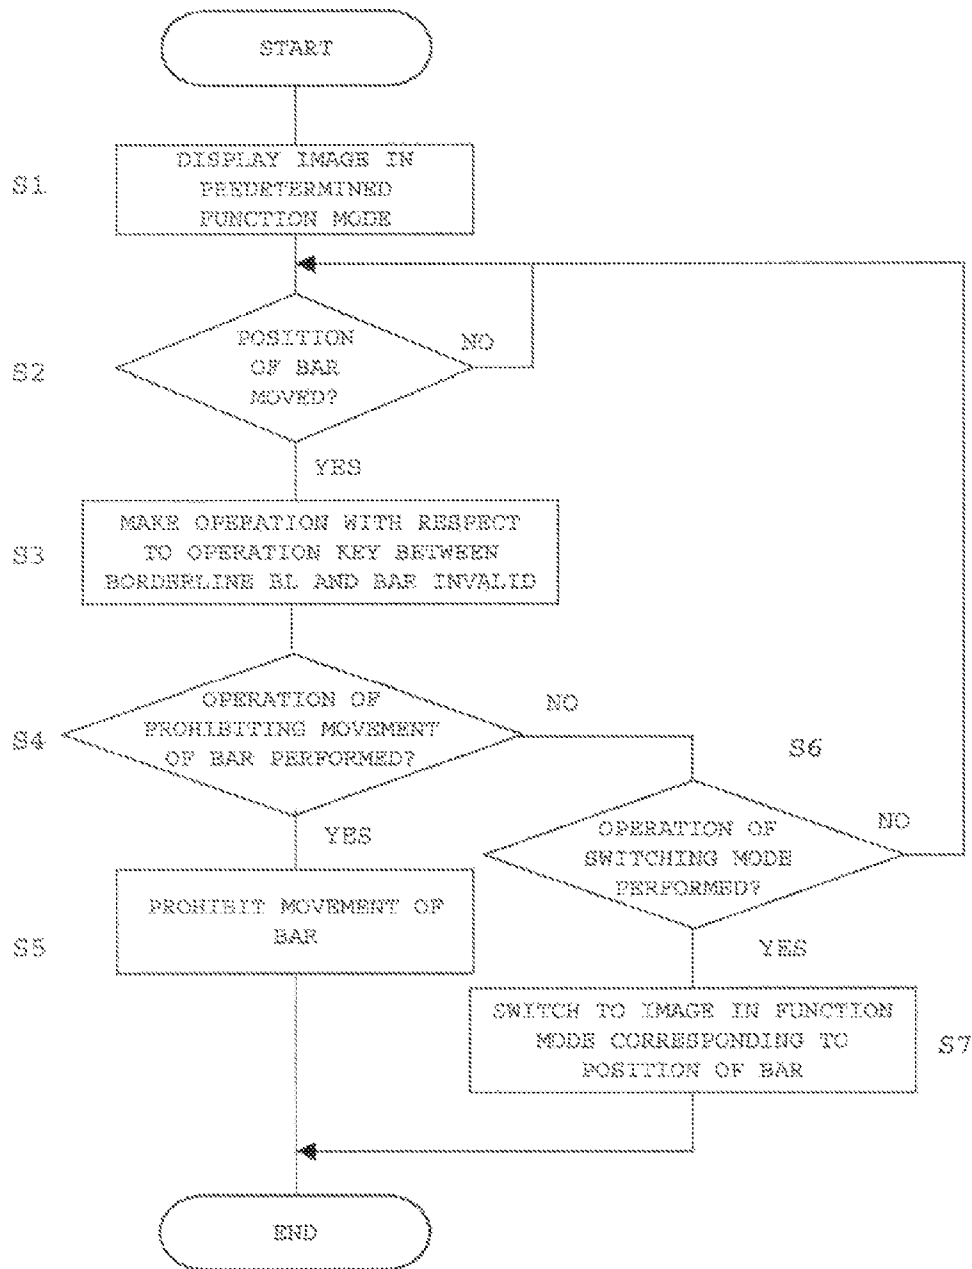 START
S1
DISPLAY IMAGE IN
PREDETERMINED
FUNCTION MODE
S2
POSITION
OF BAR
MOVED?
NO
YES
S3
MAKE OPERATION WITH RESPECT
TO OPERATION KEY BETWEEN
BORDERLINE BL AND BAR INVALID
S4
OPERATION OF
PROHIBITING MOVEMENT
OF BAR PERFORMED?
NO
YES
S6
OPERATION OF
SWITCHING MODE
PERFORMED?
NO
YES
S5
PROHIBIT MOVEMENT OF
BAR
SWITCH TO IMAGE IN FUNCTION
MODE CORRESPONDING TO
POSITION OF BAR
S7
END